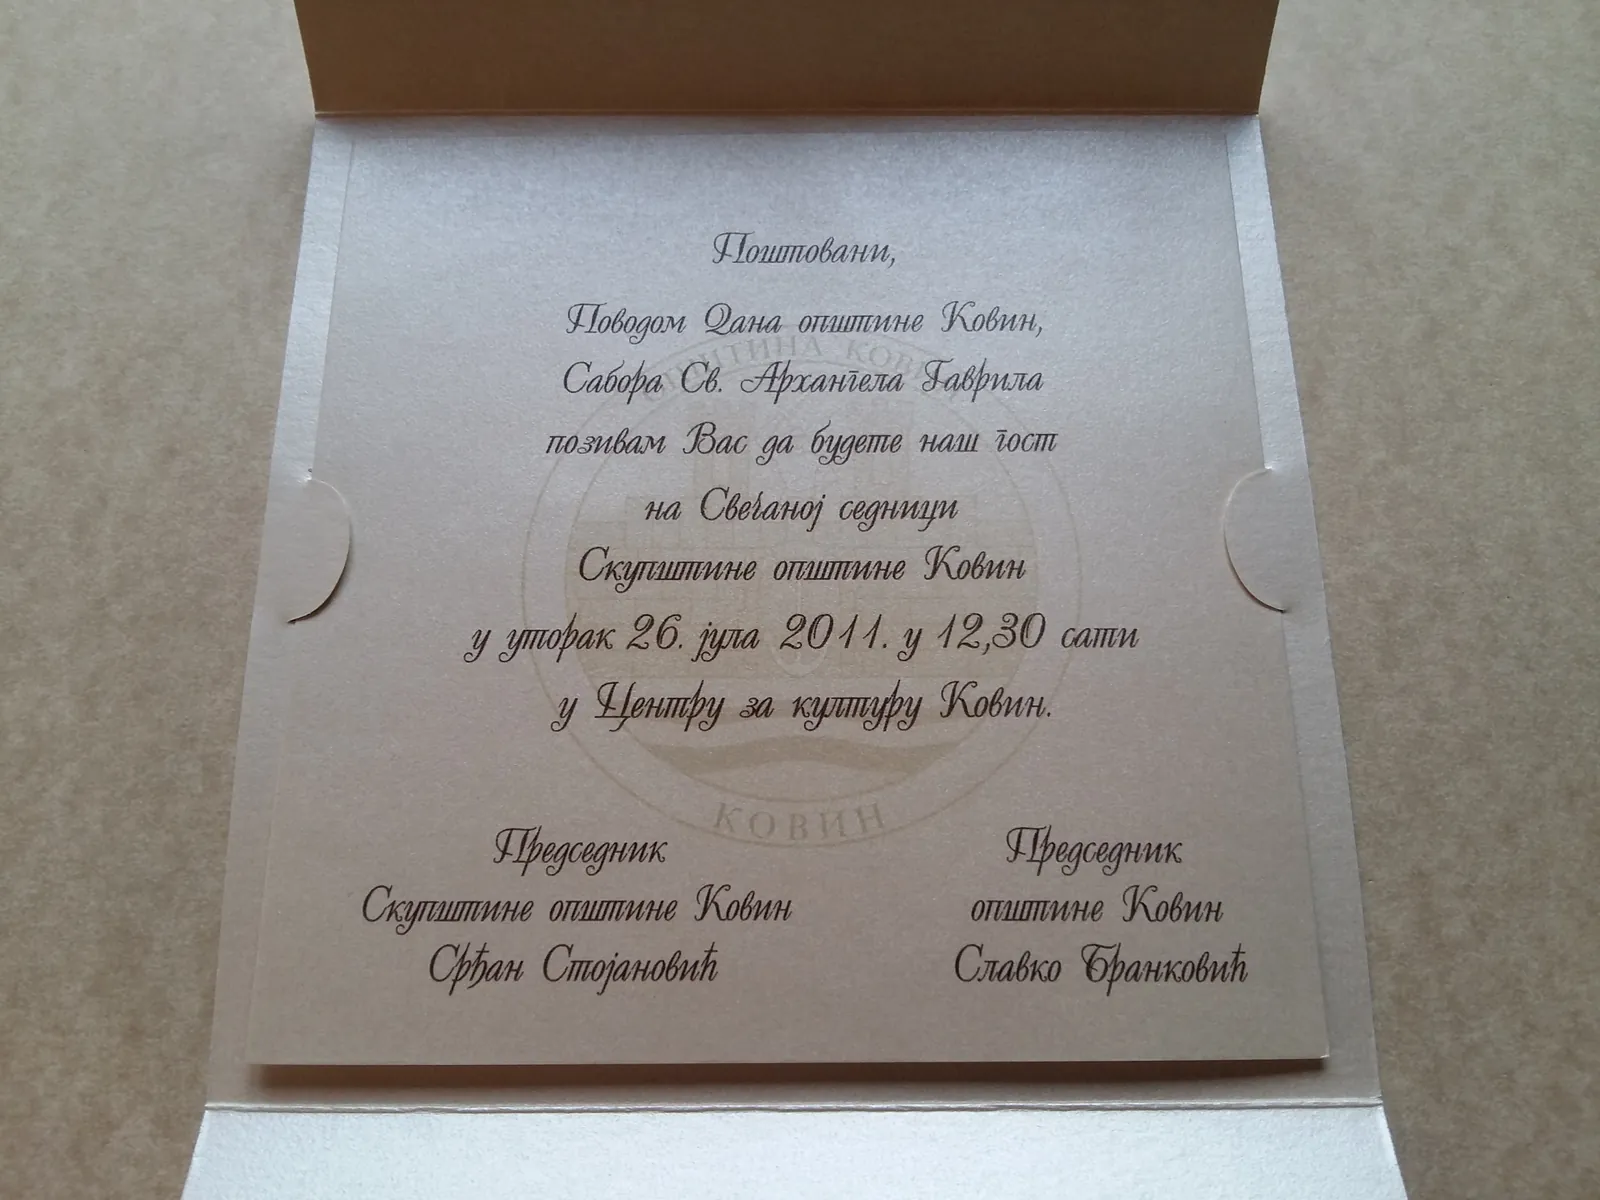 Поштовани,
Поводом Дана општине Ковин,
Сабора Св. Архангела Гаврила
позивам Вас да будете наш гост
на Свечаној седници
Скупштине општине Ковин
у уторак 26. јула 2011. у 12,30 сати
у Центру за културу Ковин.
КОВИН
Председник
Скупштине општине Ковин
Срђан Стојановић
Председник
општине Ковин
Славко Бранковић